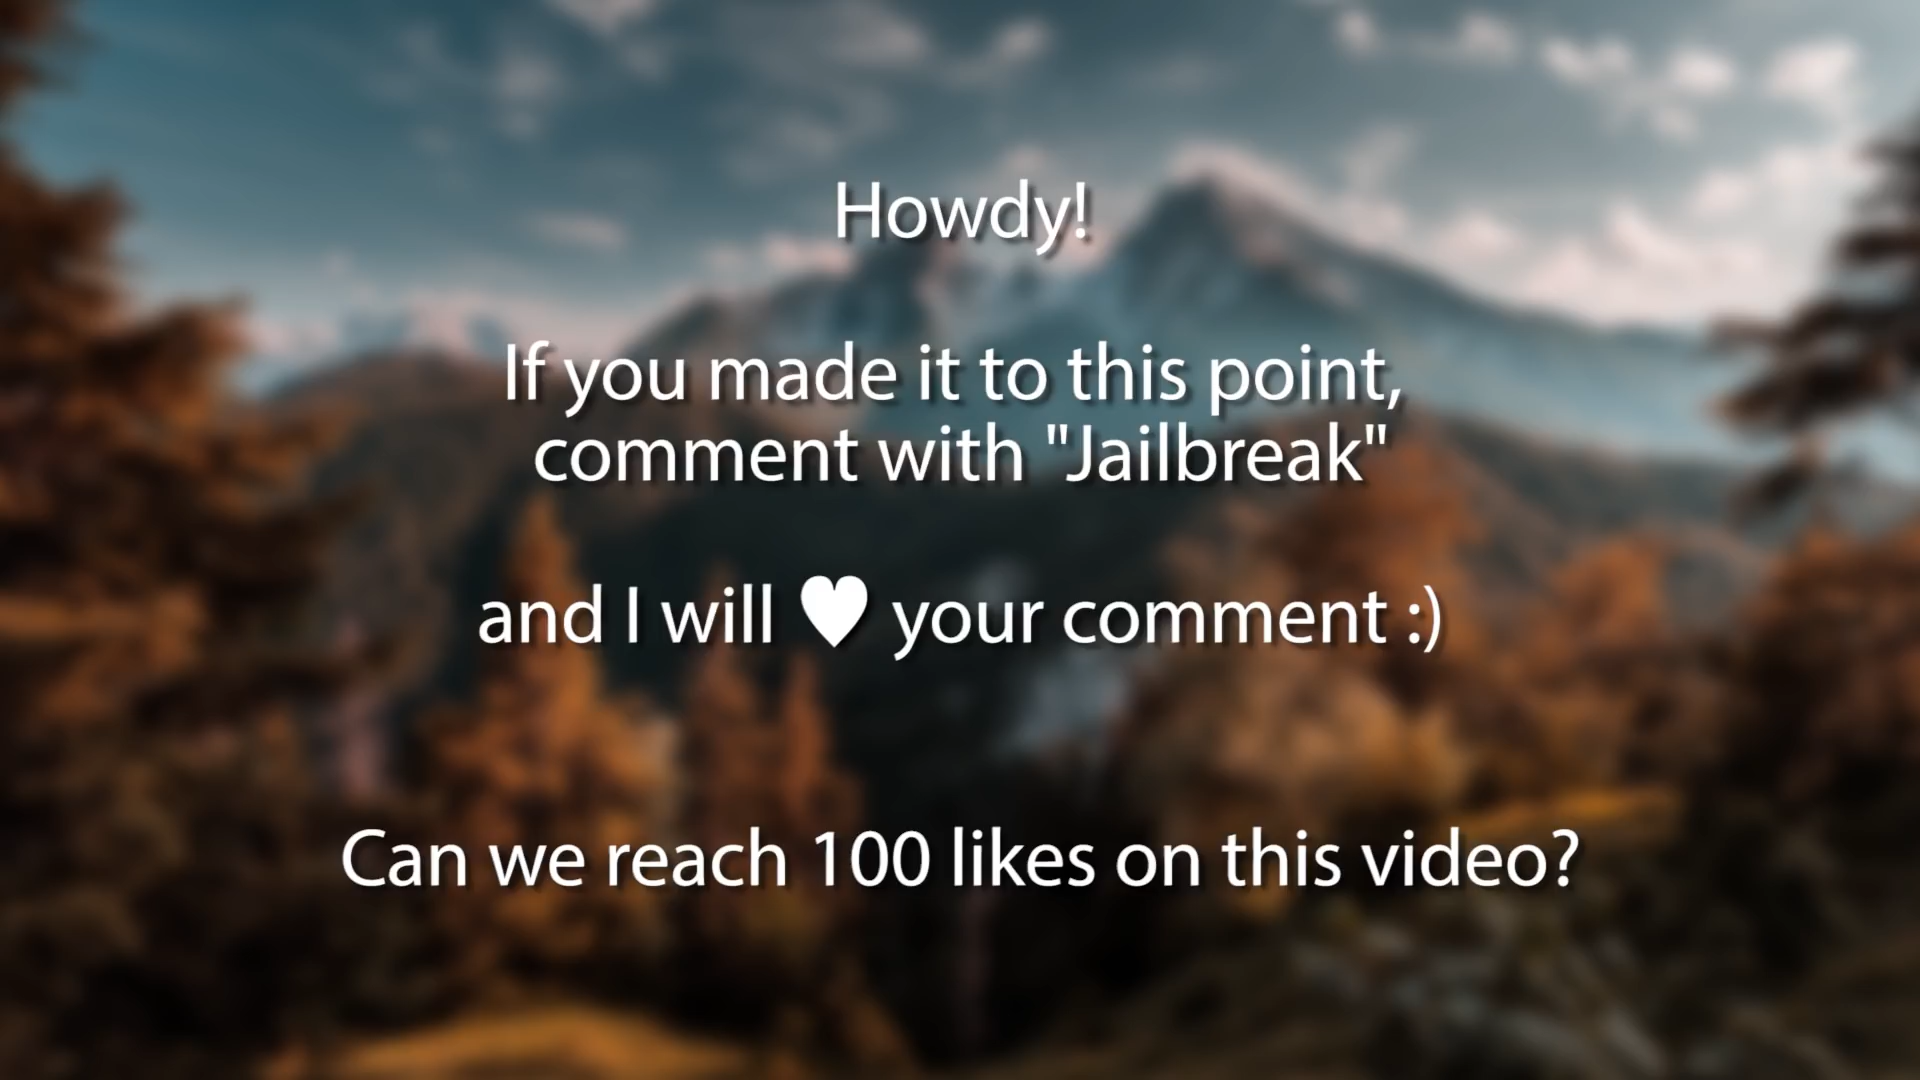 Howdy!
If you made it to this point,
comment with "Jailbreak"
and I will ♥ your comment :)
Can we reach 100 likes on this video?